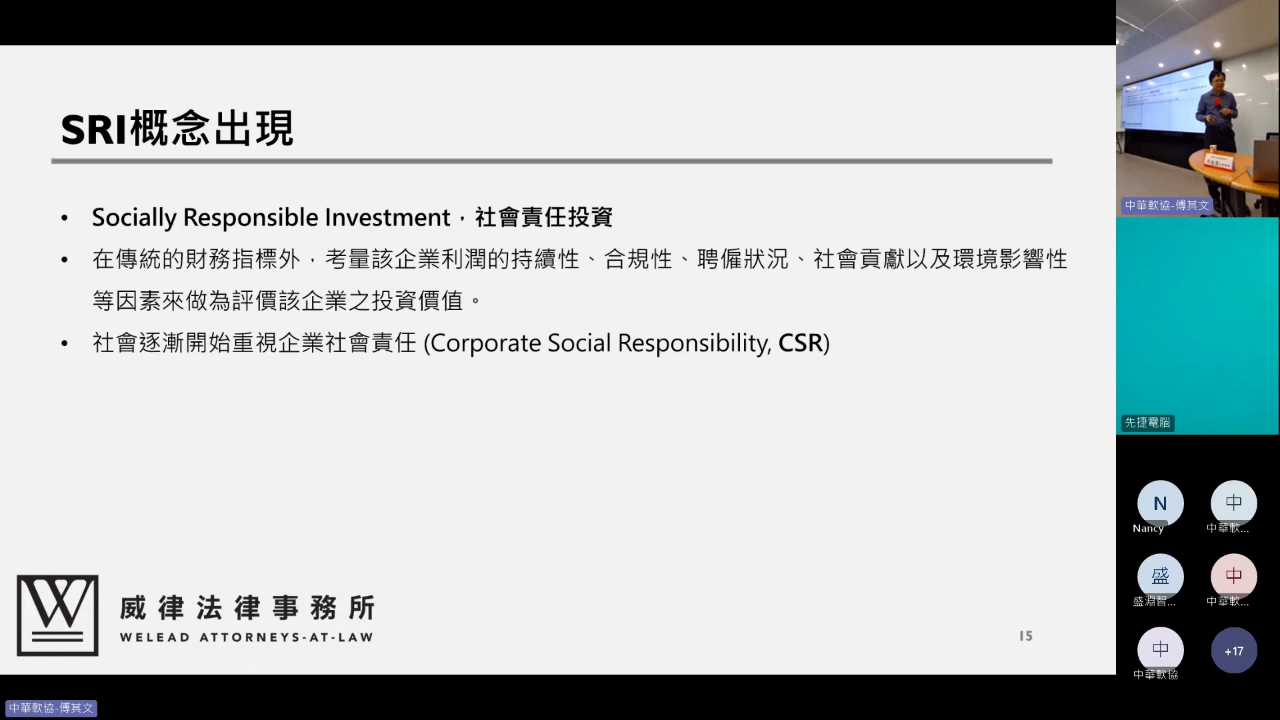 SRI概念出現
• Socially Responsible Investment，社會責任投資
• 在傳統的財務指標外，考量該企業利潤的持續性、合規性、聘僱狀況、社會貢獻以及環境影響性
等因素來做為評價該企業之投資價值。
• 社會逐漸開始重視企業社會責任 (Corporate Social Responsibility, CSR)
W
威律法律事務所
WELEAD ATTORNEYS-AT-LAW
15
中華軟協-傅其文
先捷電腦
N
中
Nancy
中華軟...
盛
中
盛淵智...
中華軟...
中
+17
中華軟協
中華軟協-傅其文